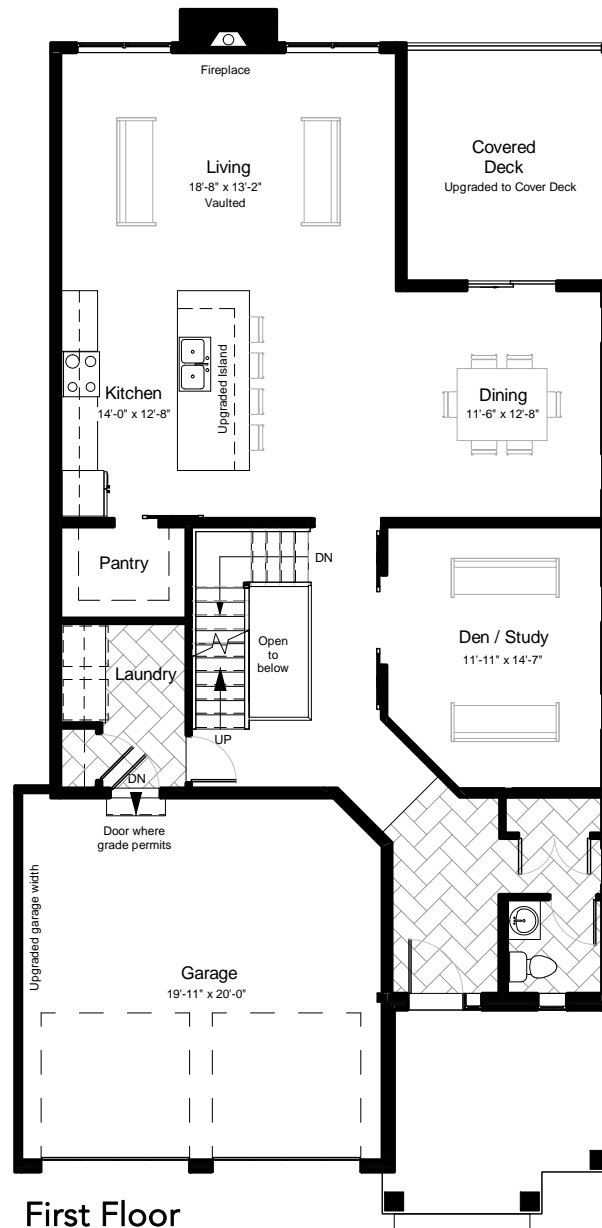 Fireplace
Living
18'-8" x 13'-2"
Vaulted
Covered
Deck
Upgraded to Cover Deck
Upgraded Island
Kitchen
14'-0" x 12'-8"
Dining
11'-6" x 12'-8"
Pantry
DN
Open
to
below
Den / Study
11'-11" x 14'-7"
Laundry
UP
DN
Door where
grade permits
Upgraded garage width
Garage
19'-11" x 20'-0"
First Floor